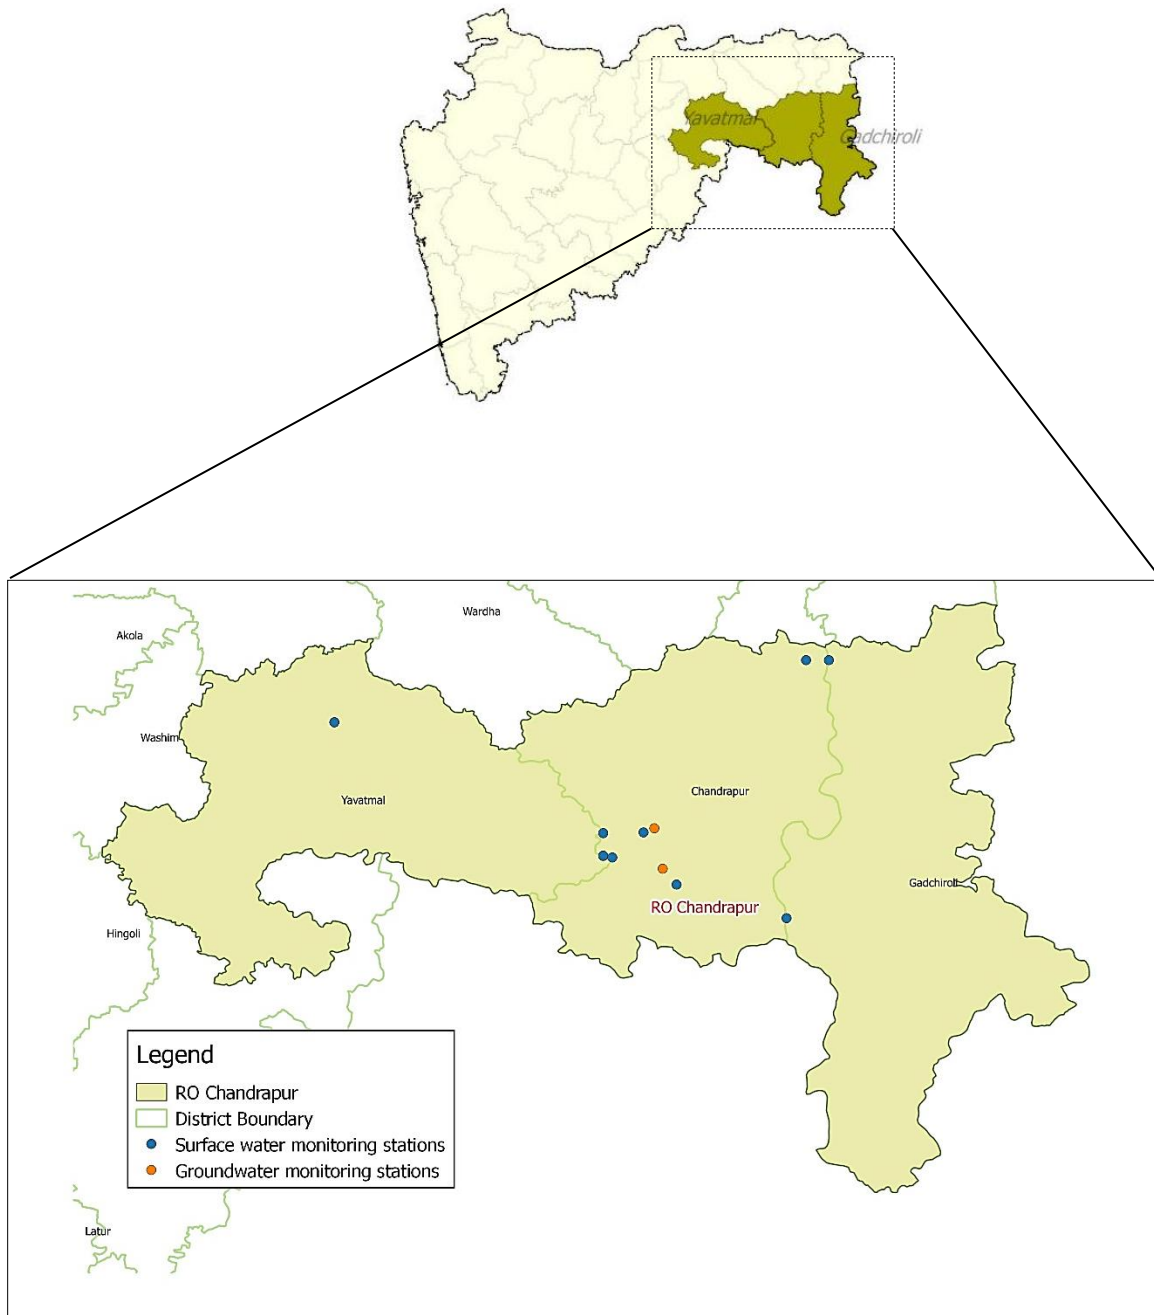 Yavatmal
Gadchiroli
Wardha
Akola
Washim
Yavatmal
Chandrapur
Gadchiroli
RO Chandrapur
Hingoli
Legend
RO Chandrapur
District Boundary
Surface water monitoring stations
Groundwater monitoring stations
Latur